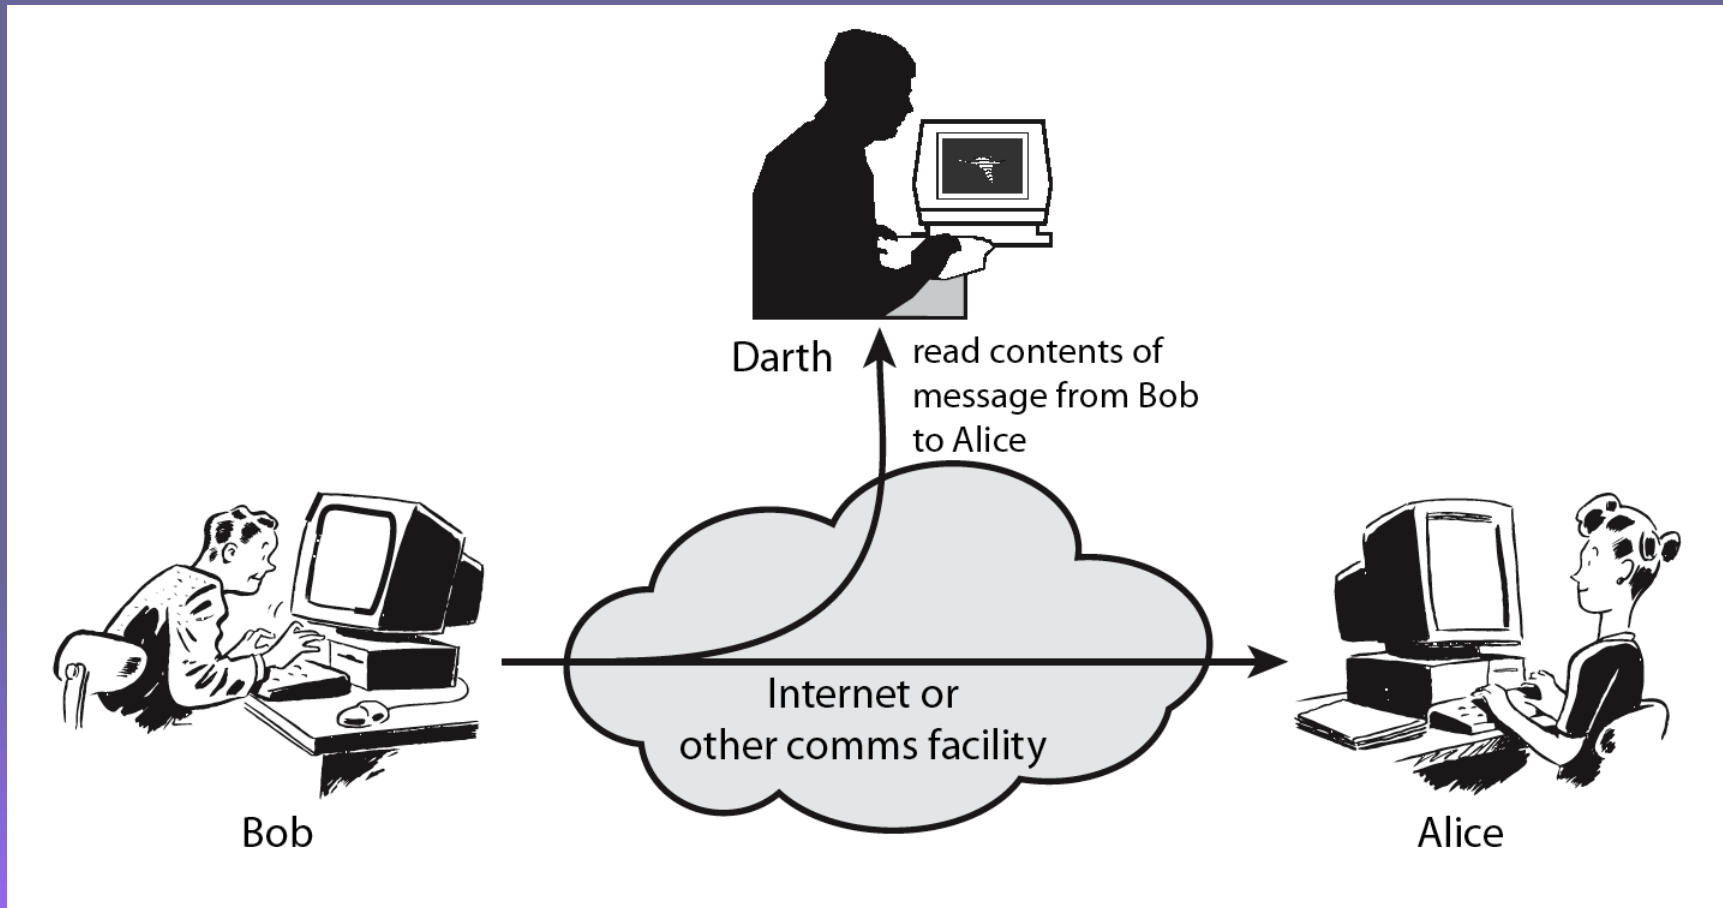 Darth
read contents of
message from Bob
to Alice
Internet or
other comms facility
Bob
Alice